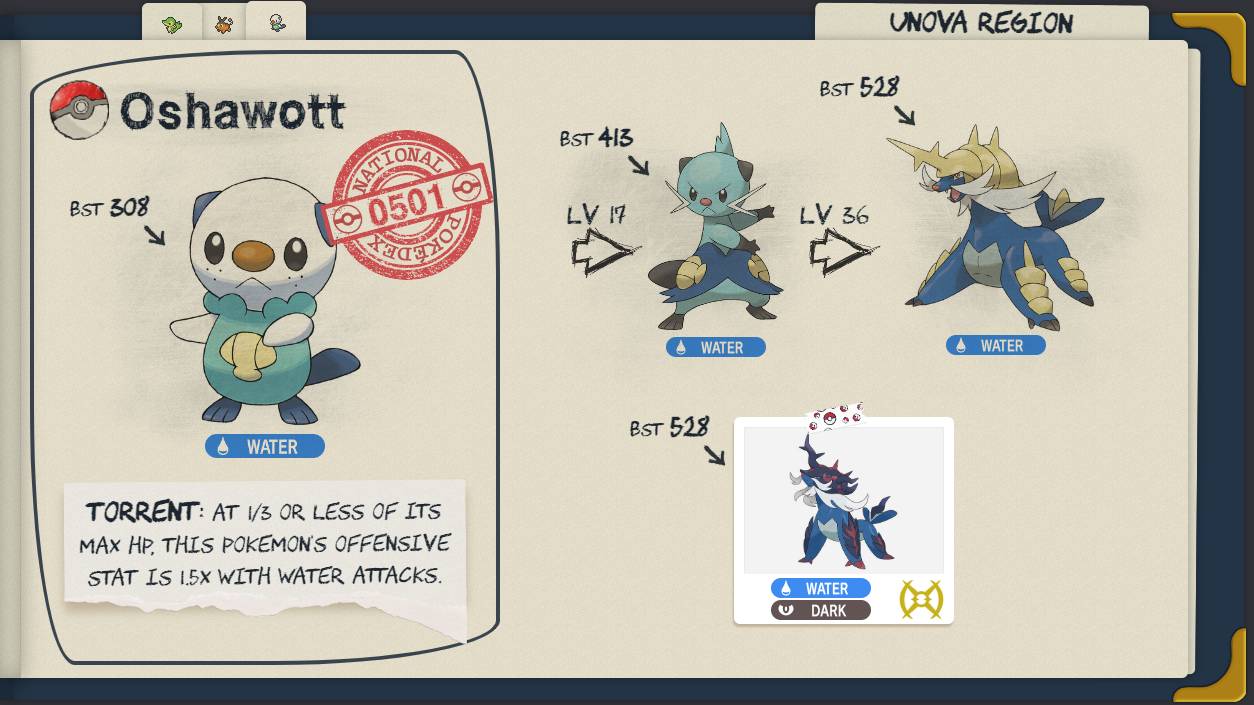 UNOVA REGION
Oshawott
NATIONAL
0501
POKÉDEX
BST 308
WATER
TORRENT: AT 1/3 OR LESS OF ITS
MAX HP, THIS POKEMON'S OFFENSIVE
STAT IS 1.5X WITH WATER ATTACKS.
BST 413
LV 17
WATER
LV 36
BST 528
WATER
BST 528
WATER
DARK